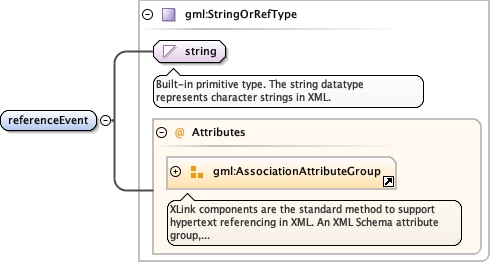 gml:StringOrRefType
string
Built-in primitive type. The string datatype
represents character strings in XML.
referenceEvent
@ Attributes
gml:AssociationAttributeGroup
XLink components are the standard method to support
hypertext referencing in XML. An XML Schema attribute
group,...